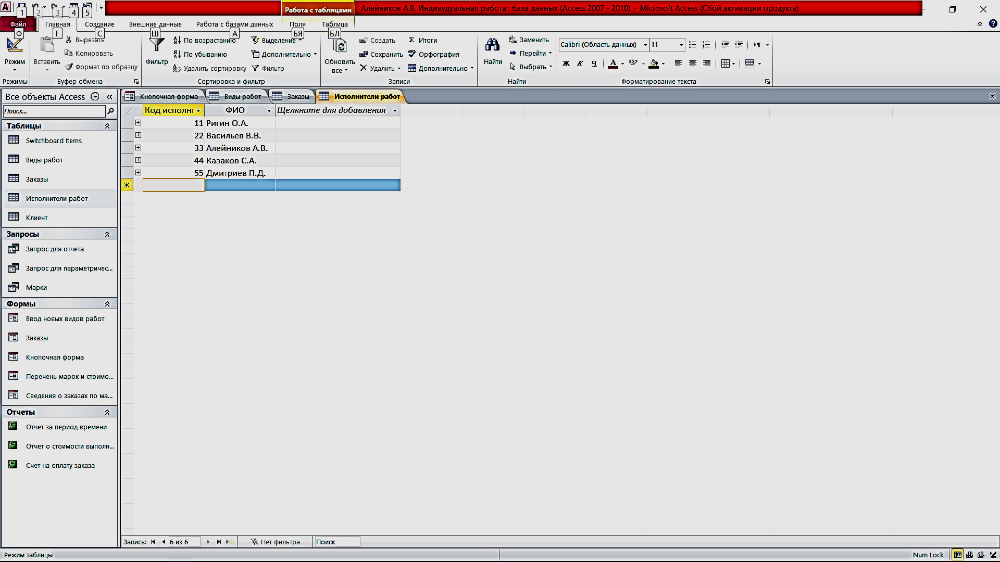 1 2 3 4 5
Работа с таблицами
Алейников А.В. Индивудуальная работа : база данных (Access 2007 - 2010) - Microsoft Access (Сбой активации продукта)
Файл Главная Создание Внешние данные Работа с базами данных Поля Таблица
Ф Г С Ш А БЯ БЛ
Режим
Режимы
Вставить
Вырезать
Копировать
Формат по образцу
Буфер обмена
Фильтр
По возрастанию
По убыванию
Удалить сортировку
Выделение
Дополнительно
Фильтр
Сортировка и фильтр
Обновить
все
Создать
Сохранить
Удалить
Итоги
Орфография
Дополнительно
Записи
Найти
Заменить
Перейти
Выбрать
Найти
Calibri (Область данных) 11
Ж К Ч А
Форматирование текста
Все объекты Access
Поиск...
Таблицы
Switchboard Items
Виды работ
Заказы
Исполнители работ
Клиент
Запросы
Запрос для отчета
Запрос для параметричес...
Марки
Формы
Ввод новых видов работ
Заказы
Кнопочная форма
Перечень марок и стоимо...
Сведения о заказах по ма...
Отчеты
Отчет за период времени
Отчет о стоимости выполн...
Счет на оплату заказа
Кнопочная форма Виды работ Заказы Исполнители работ
Код исполні ФИО Щелкните для добавления
11 Ригин О.А.
22 Васильев В.В.
33 Алейников А.В.
44 Казаков С.А.
55 Дмитриев П.Д.
Запись: 6 из 6 Нет фильтра Поиск
Режим таблицы
Num Lock